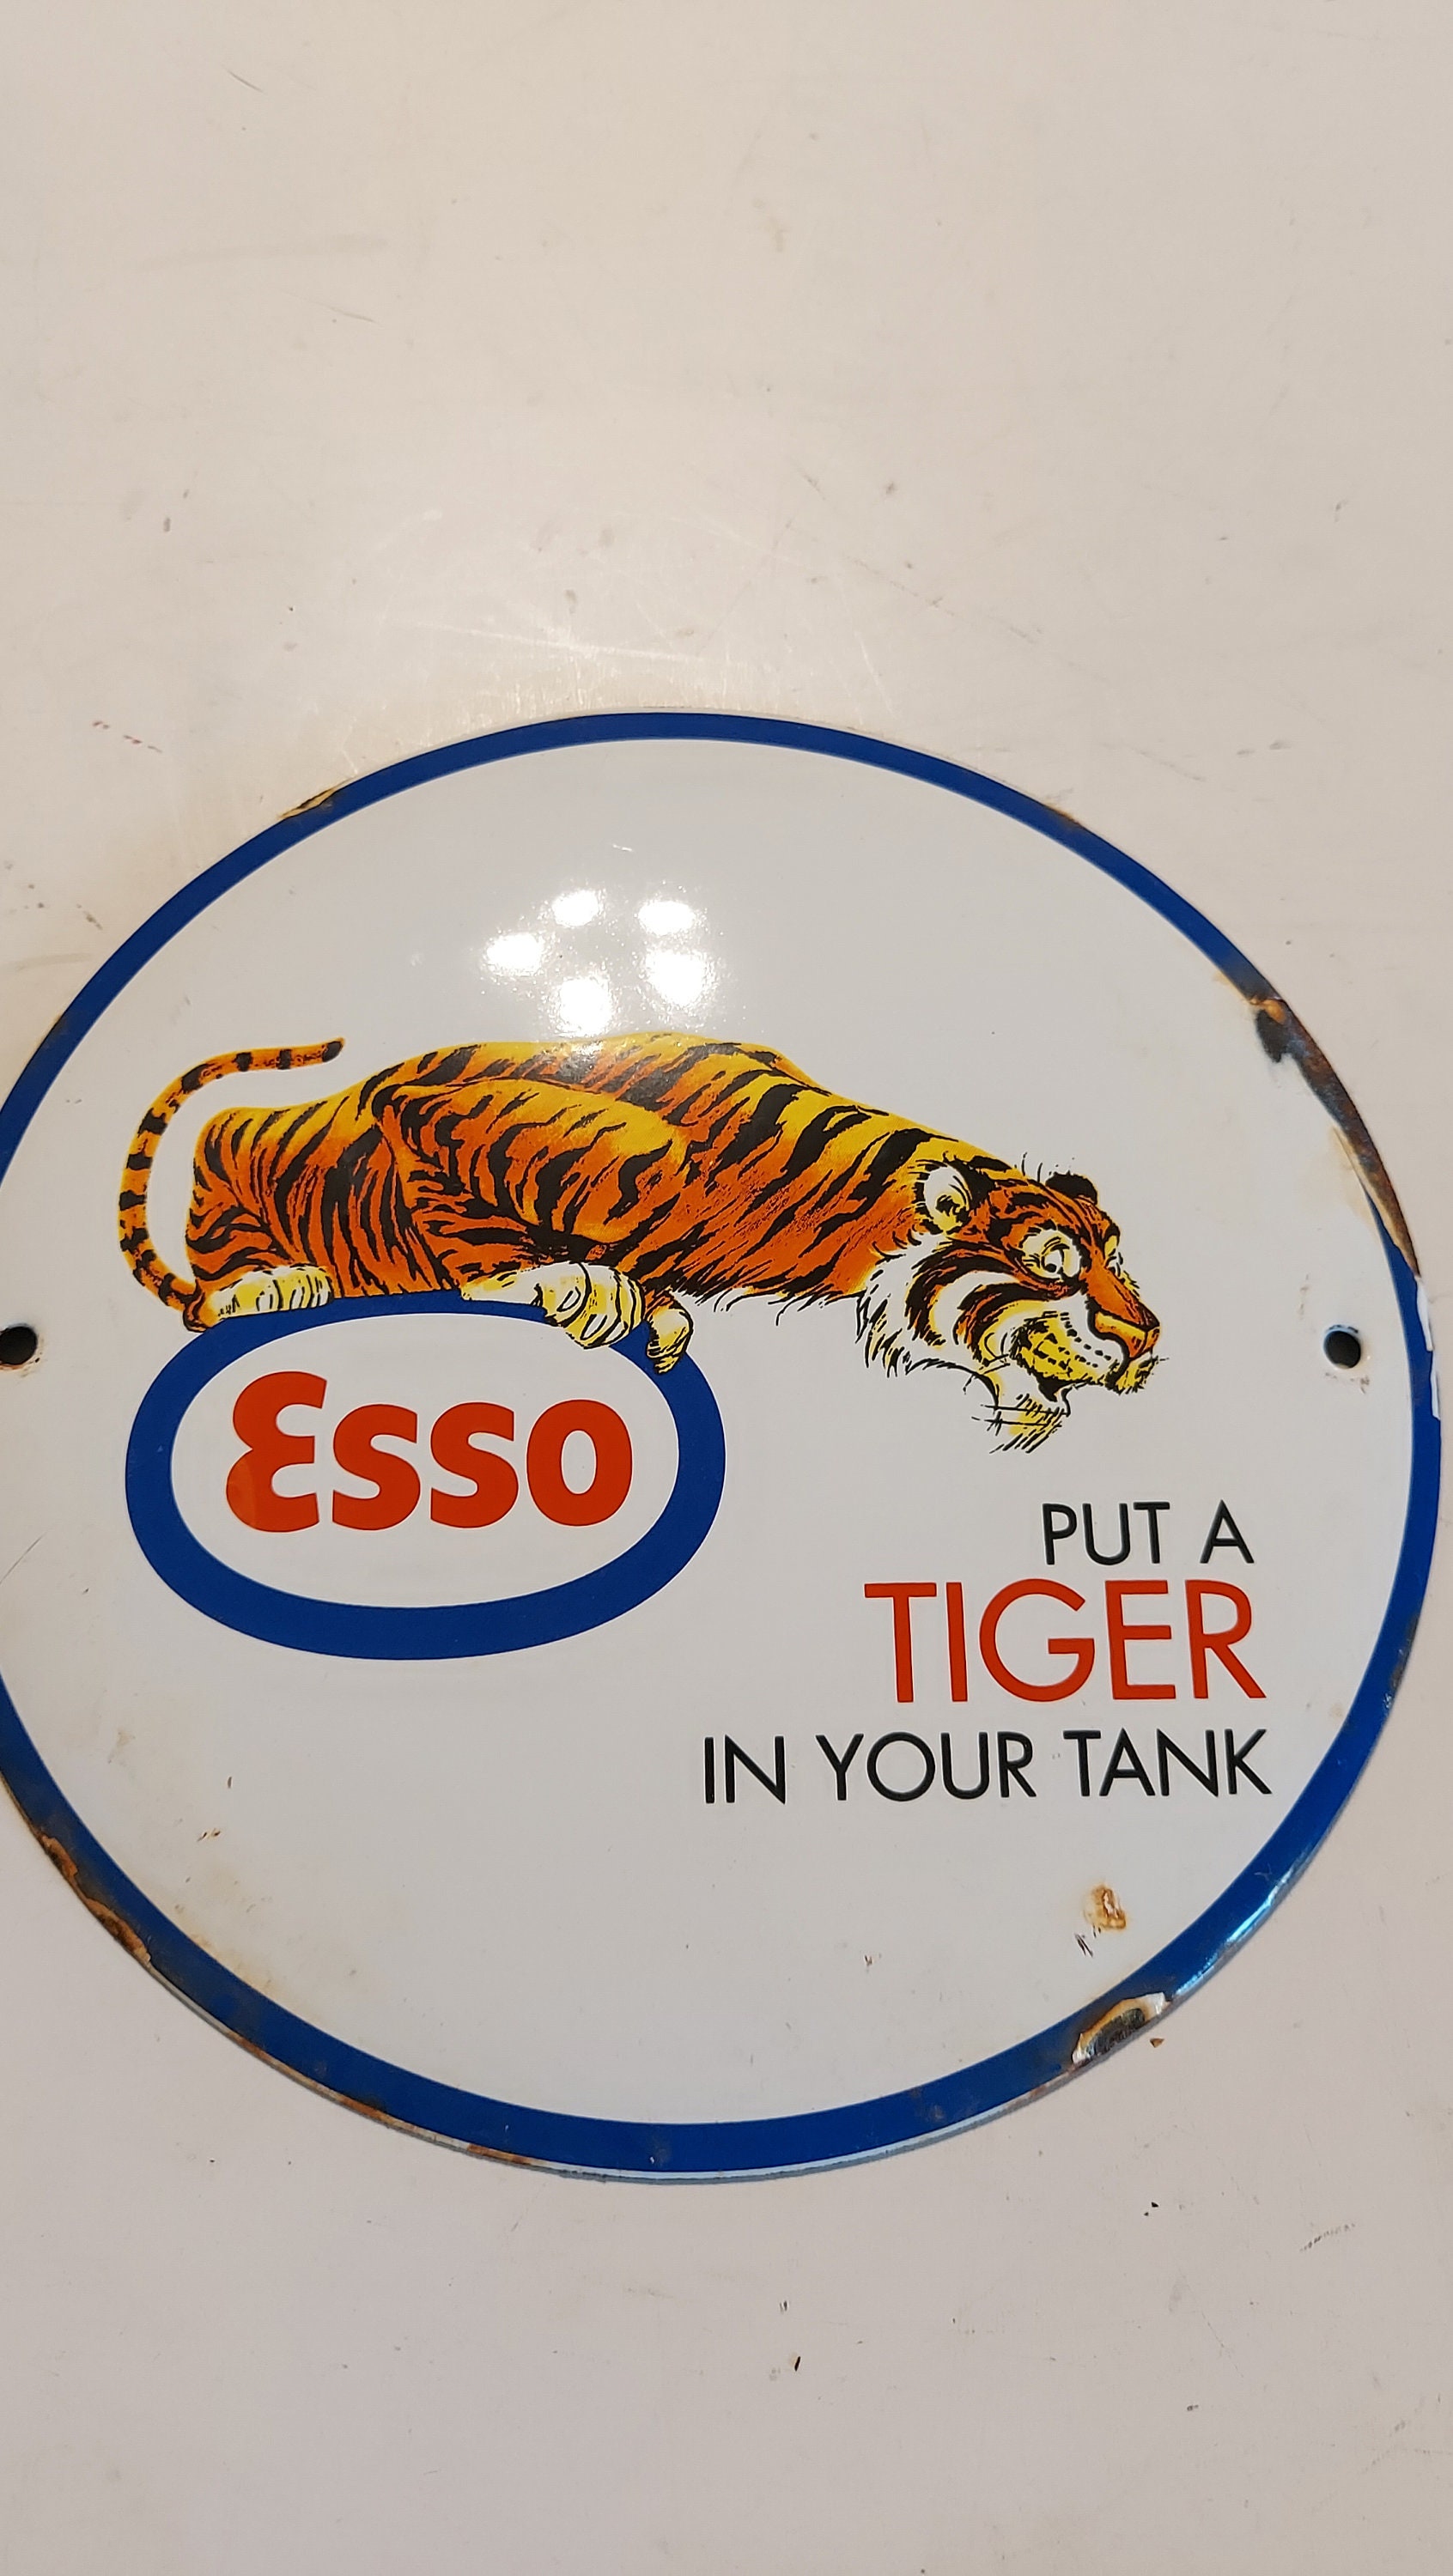 Esso
PUT A
TIGER
IN YOUR TANK